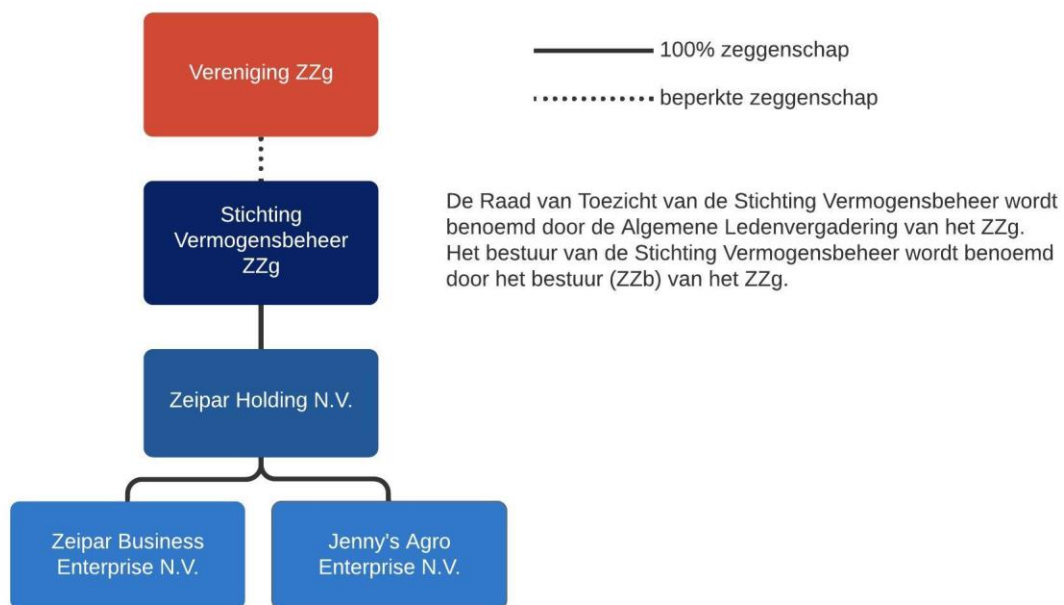 Vereniging ZZg
100% zeggenschap
beperkte zeggenschap
Stichting
Vermogensbeheer
ZZg
De Raad van Toezicht van de Stichting Vermogensbeheer wordt
benoemd door de Algemene Ledenvergadering van het ZZg.
Het bestuur van de Stichting Vermogensbeheer wordt benoemd
door het bestuur (ZZb) van het ZZg.
Zeipar Holding N.V.
Zeipar Business
Enterprise N.V.
Jenny's Agro
Enterprise N.V.